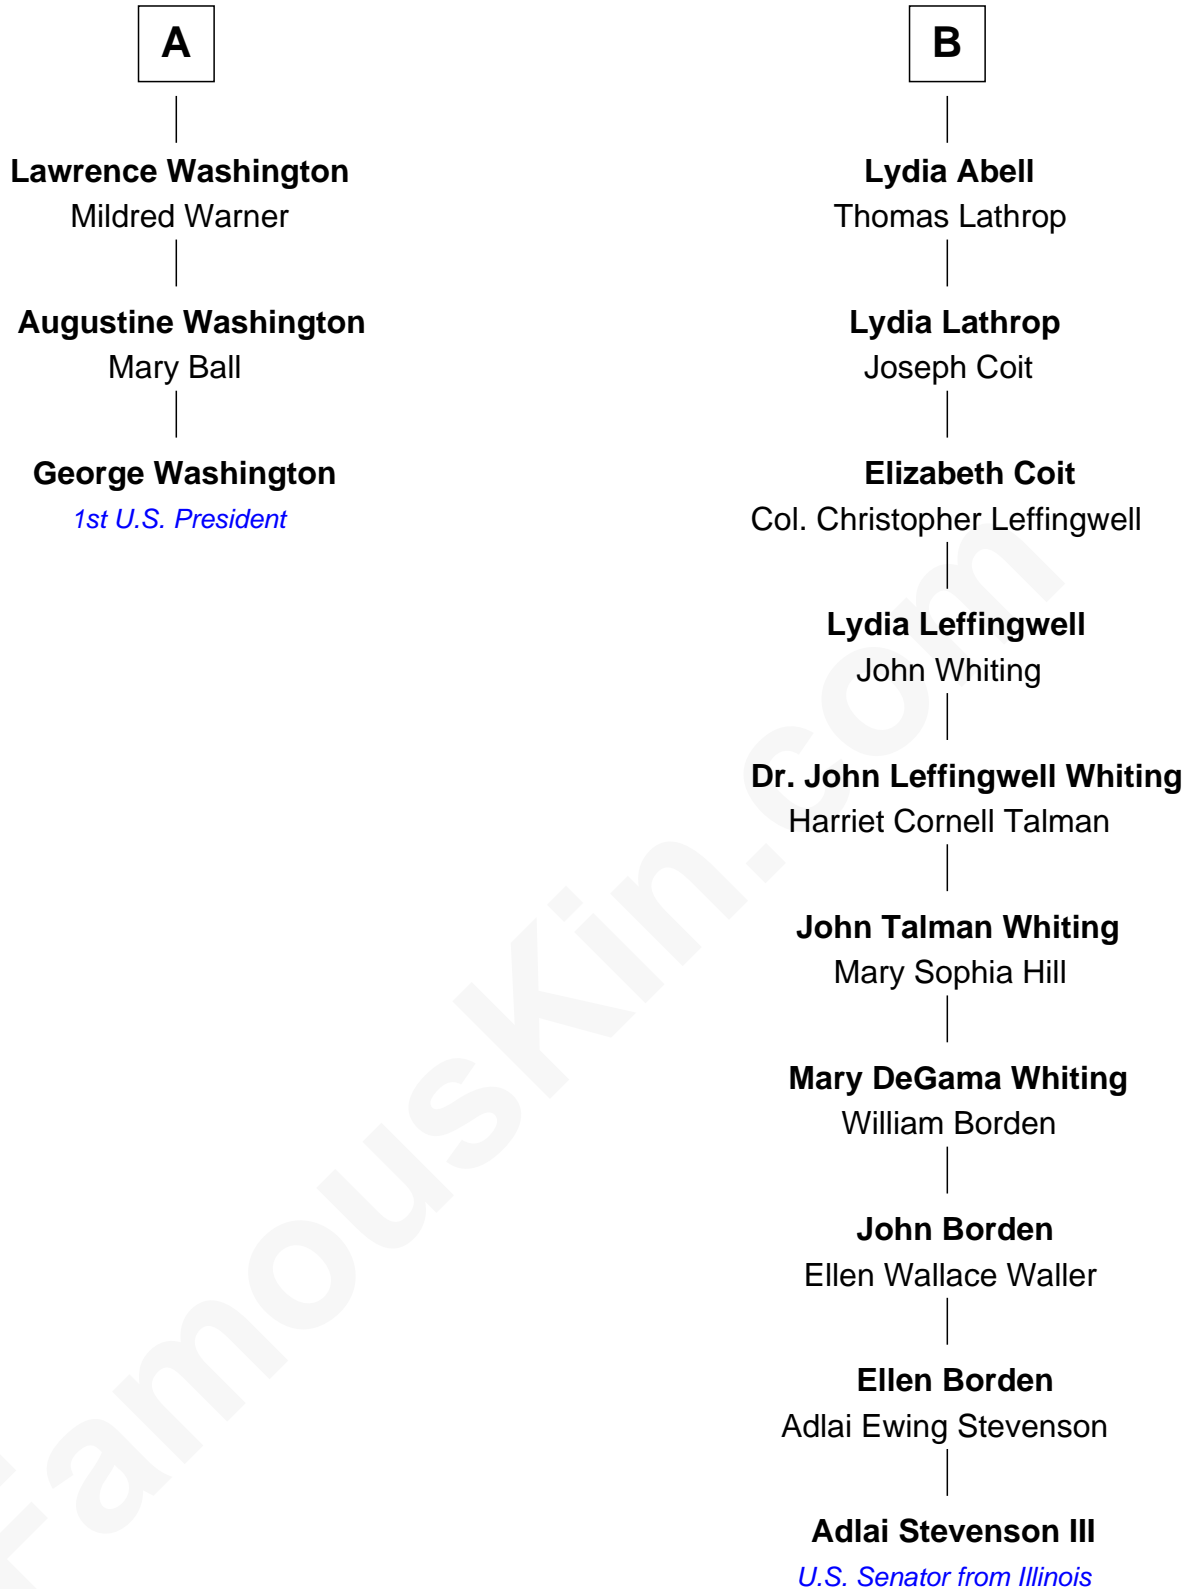 A
Lawrence Washington
Mildred Warner
Augustine Washington
Mary Ball
George Washington
1st U.S. President
B
Lydia Abell
Thomas Lathrop
Lydia Lathrop
Joseph Coit
Elizabeth Coit
Col. Christopher Leffingwell
Lydia Leffingwell
John Whiting
Dr. John Leffingwell Whiting
Harriet Cornell Talman
John Talman Whiting
Mary Sophia Hill
Mary DeGama Whiting
William Borden
John Borden
Ellen Wallace Waller
Ellen Borden
Adlai Ewing Stevenson
Adlai Stevenson III
U.S. Senator from Illinois
FamousKin.com